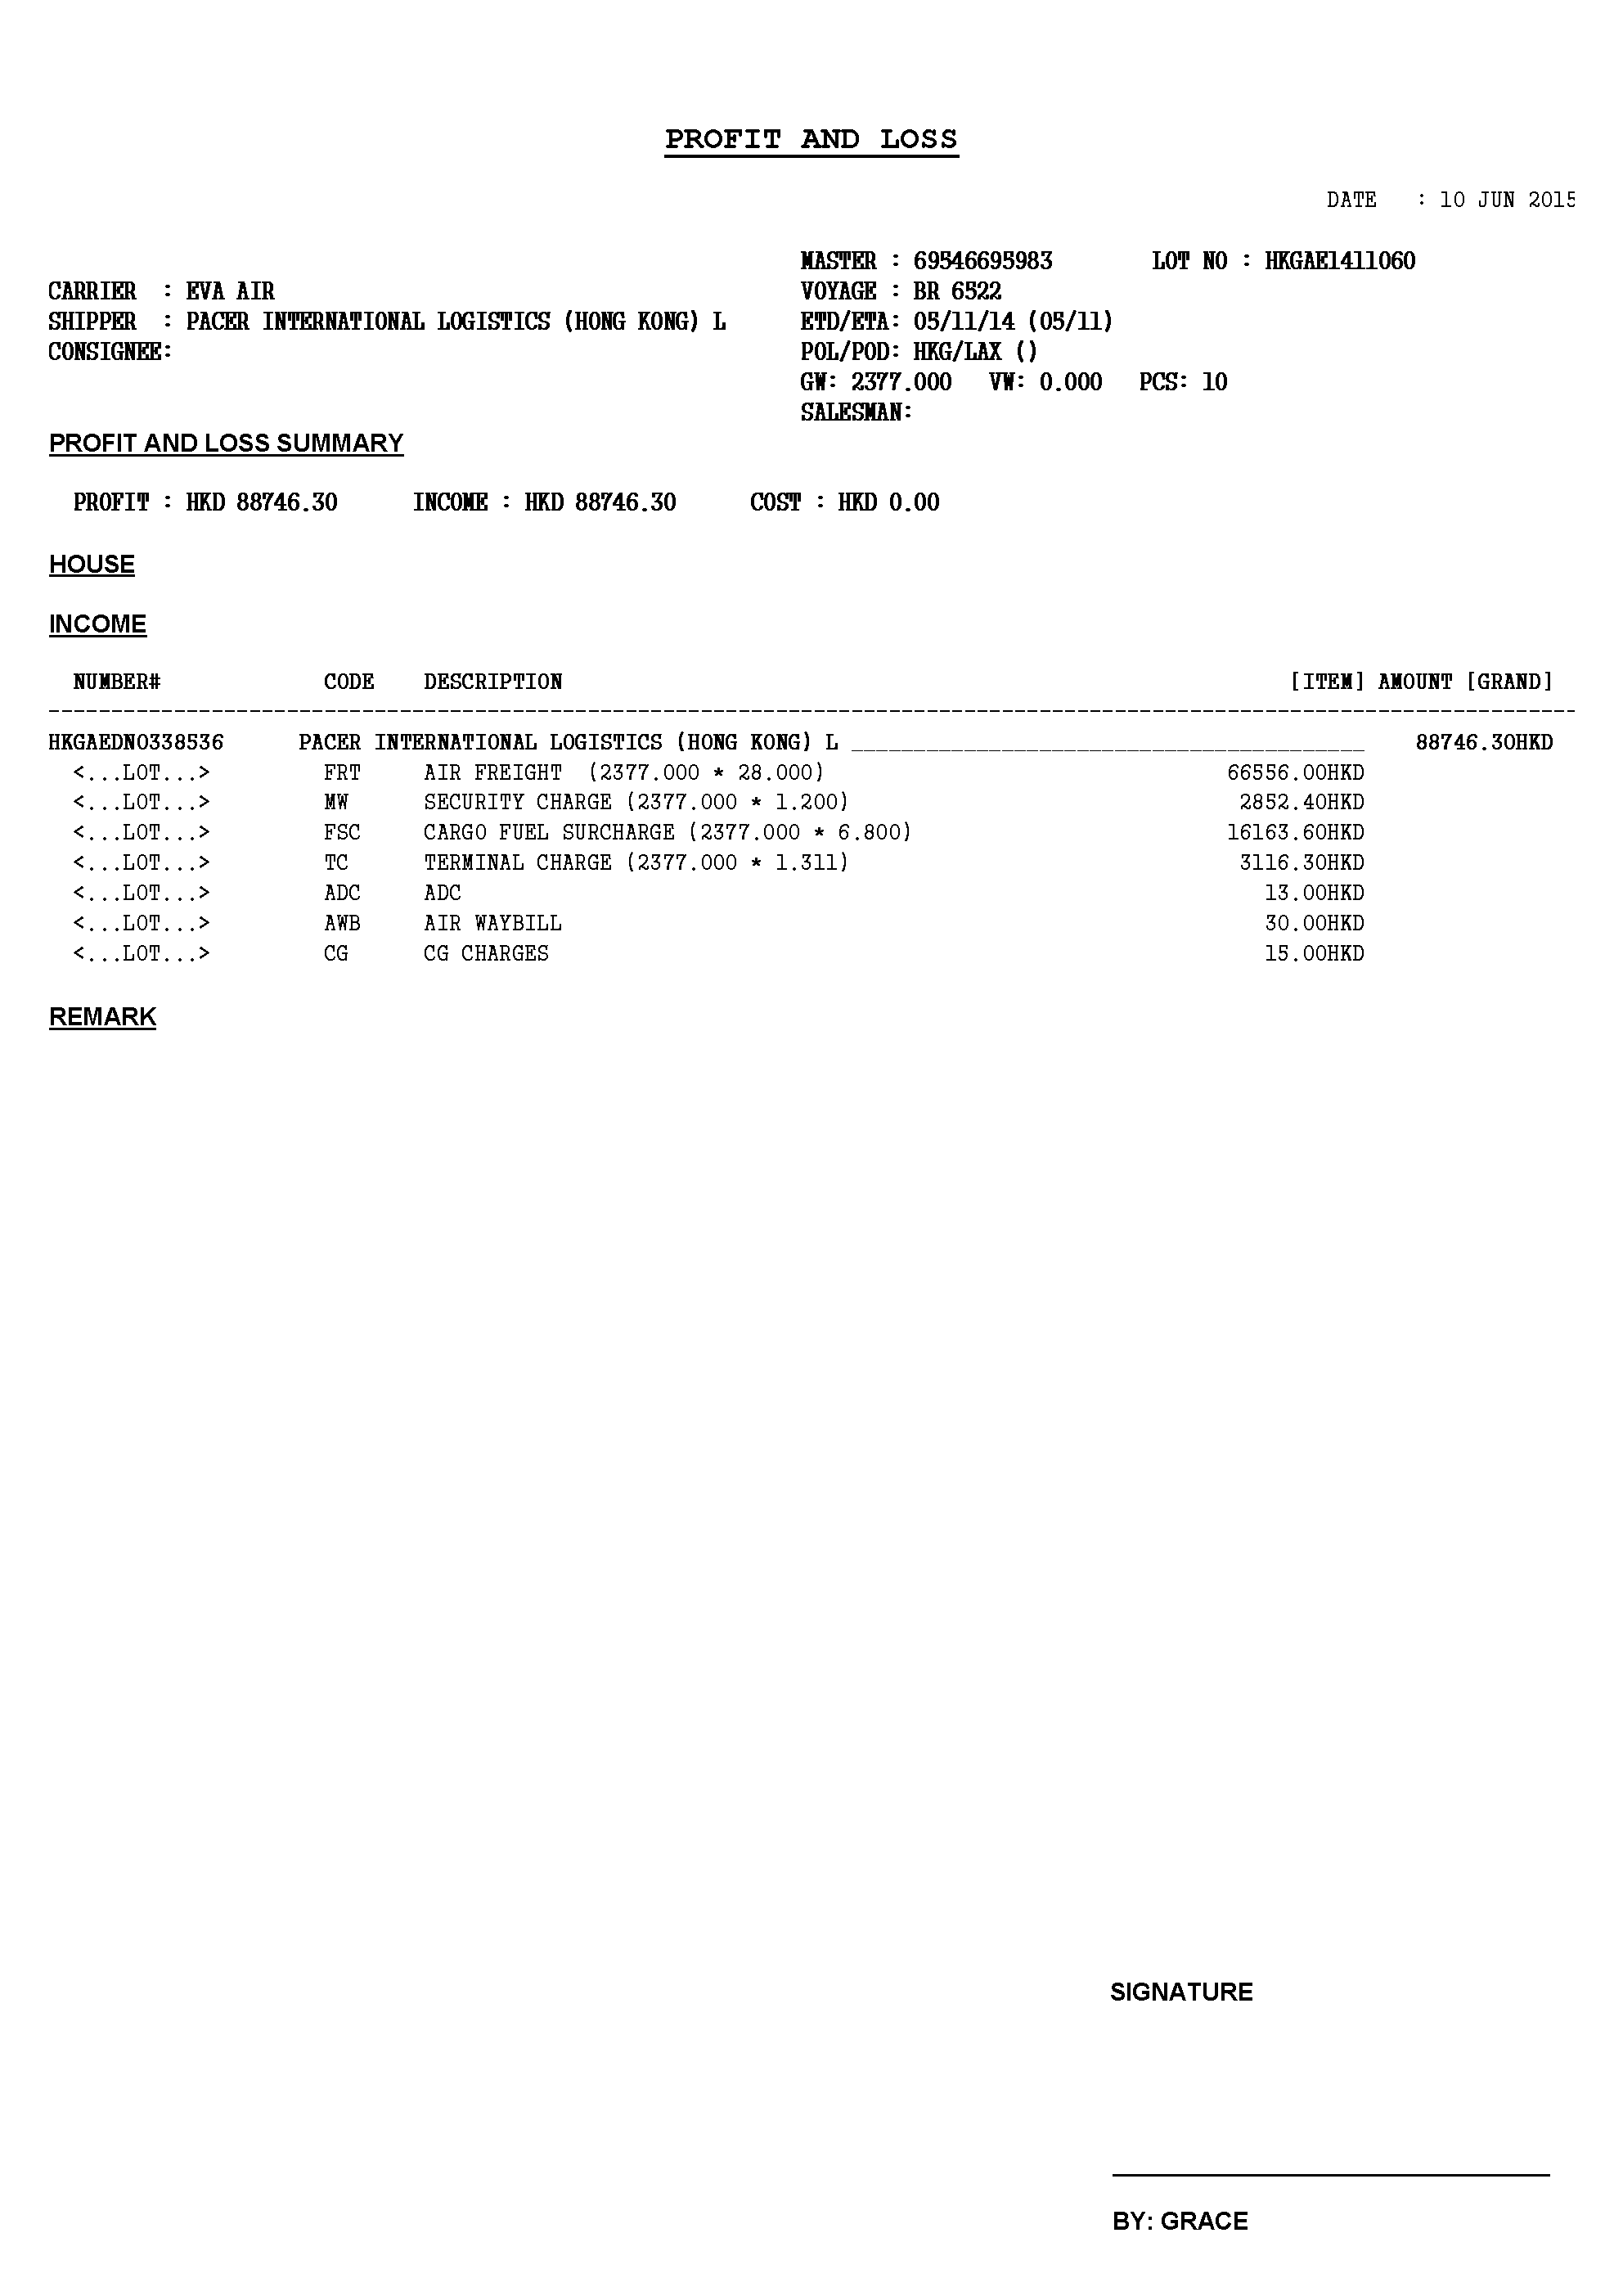 PROFIT AND LOSS
DATE : 10 JUN 2015
MASTER : 69546695983 LOT NO : HKGAE1411060
CARRIER : EVA AIR VOYAGE : BR 6522
SHIPPER : PACER INTERNATIONAL LOGISTICS (HONG KONG) L ETD/ETA: 05/11/14 (05/11)
CONSIGNEE: POL/POD: HKG/LAX ()
GW: 2377.000 VW: 0.000 PCS: 10
SALESMAN:
PROFIT AND LOSS SUMMARY
PROFIT : HKD 88746.30 INCOME : HKD 88746.30 COST : HKD 0.00
HOUSE
INCOME
NUMBER# CODE DESCRIPTION [ITEM] AMOUNT [GRAND]
HKGAEDN0338536 PACER INTERNATIONAL LOGISTICS (HONG KONG) L 88746.30HKD
<...LOT...> FRT AIR FREIGHT (2377.000 * 28.000) 66556.00HKD
<...LOT...> MW SECURITY CHARGE (2377.000 * 1.200) 2852.40HKD
<...LOT...> FSC CARGO FUEL SURCHARGE (2377.000 * 6.800) 16163.60HKD
<...LOT...> TC TERMINAL CHARGE (2377.000 * 1.311) 3116.30HKD
<...LOT...> ADC ADC 13.00HKD
<...LOT...> AWB AIR WAYBILL 30.00HKD
<...LOT...> CG CG CHARGES 15.00HKD
REMARK
SIGNATURE
BY: GRACE